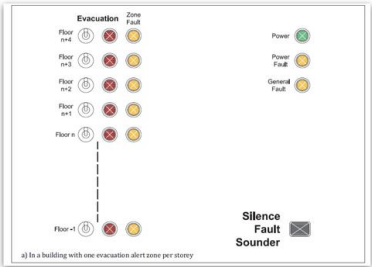 Evacuation
Zone
Fault
Floor
n+4
Power
Floor
n+3
Power
Fault
Floor
n+2
General
Fault
Floor
n+1
Floor n
Silence
Fault
Sounder
Floor -1
a) In a building with one evacuation alert zone per storey